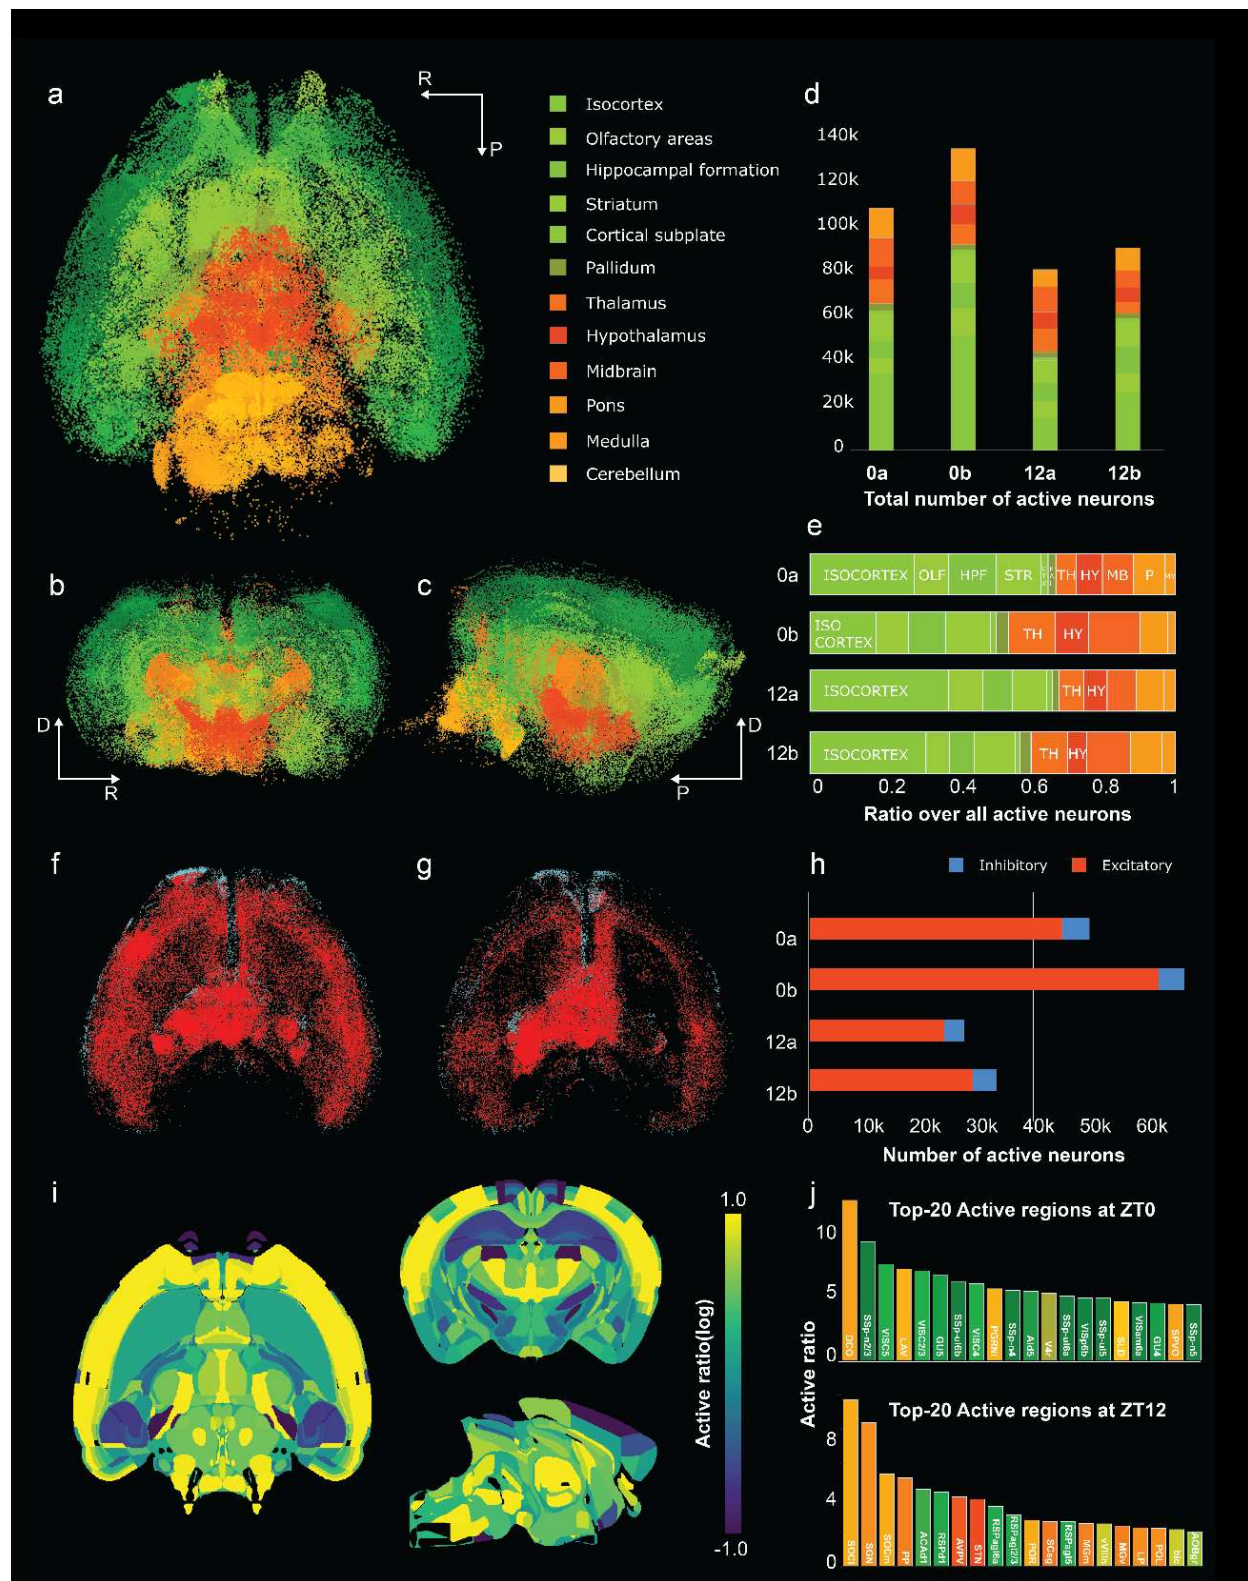 a
R
P
Isocortex
Olfactory areas
Hippocampal formation
Striatum
Cortical subplate
Pallidum
Thalamus
Hypothalamus
Midbrain
Pons
Medulla
Cerebellum
d
140k
120k
100k
80k
60k
40k
20k
0
0a 0b 12a 12b
Total number of active neurons
b
D
R
c
D
P
e
0a ISOCORTEX OLF HPF STR TH HY MB P MY
0b ISO CORTEX TH HY
12a ISOCORTEX TH HY
12b ISOCORTEX TH HY
0 0.2 0.4 0.6 0.8 1
Ratio over all active neurons
f
g
h
Inhibitory Excitatory
0a
0b
12a
12b
0 10k 20k 30k 40k 50k 60k
Number of active neurons
i
1.0
Active ratio(log)
-1.0
j
Top-20 Active regions at ZT0
10
5
0
DCO SSp-n2/3 VISC5 LAV VISC2/3 GU5 SSp-ul6b VISC4 PGRNl SSp-n4 AId5 V4r SSp-ul6a VISp6b SSp-ul5 SLD VISam6a GU4 SPVO SSp-n5
Active ratio
Top-20 Active regions at ZT12
8
4
0
SOCl SGN SOCm PP ACAd1 RSPd1 AVPV STN RSPagl6a RSPagl2/3 POR SCsg RSPagl5 MGm vVIIIn MGv LP POL bic AOBgr